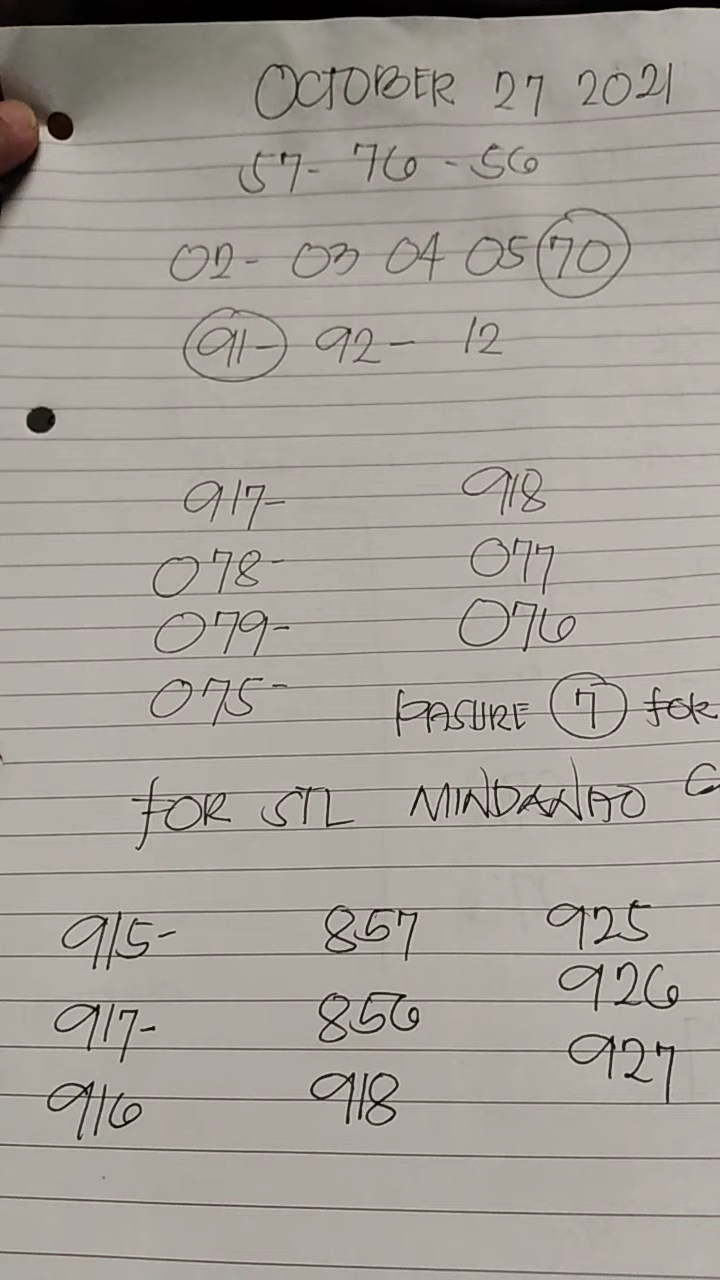 OCTOBER 27 2021
57- 76 - 56
02- 03 04 05 70
91- 92 - 12
917- 918
078- 077
079- 076
075- PASURE 7 for
FOR STL MINDANAO
915- 857 925
926
917- 856
927
916 918